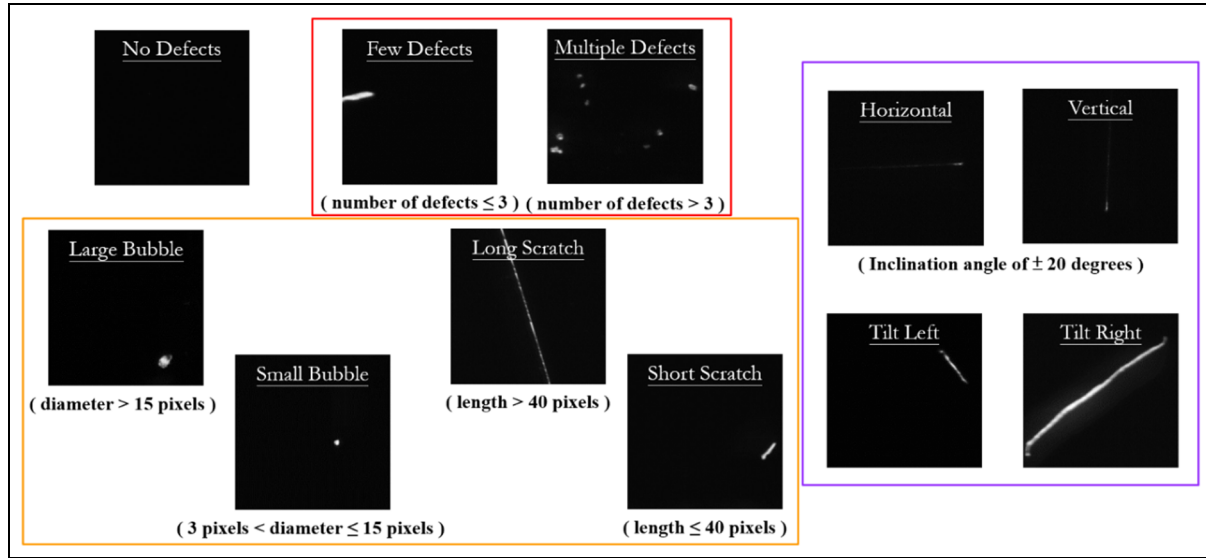 No Defects
Few Defects
Multiple Defects
( number of defects ≤ 3 )
( number of defects > 3 )
Large Bubble
( diameter > 15 pixels )
Small Bubble
( 3 pixels < diameter ≤ 15 pixels )
Long Scratch
( length > 40 pixels )
Short Scratch
( length ≤ 40 pixels )
Horizontal
Vertical
( Inclination angle of ± 20 degrees )
Tilt Left
Tilt Right